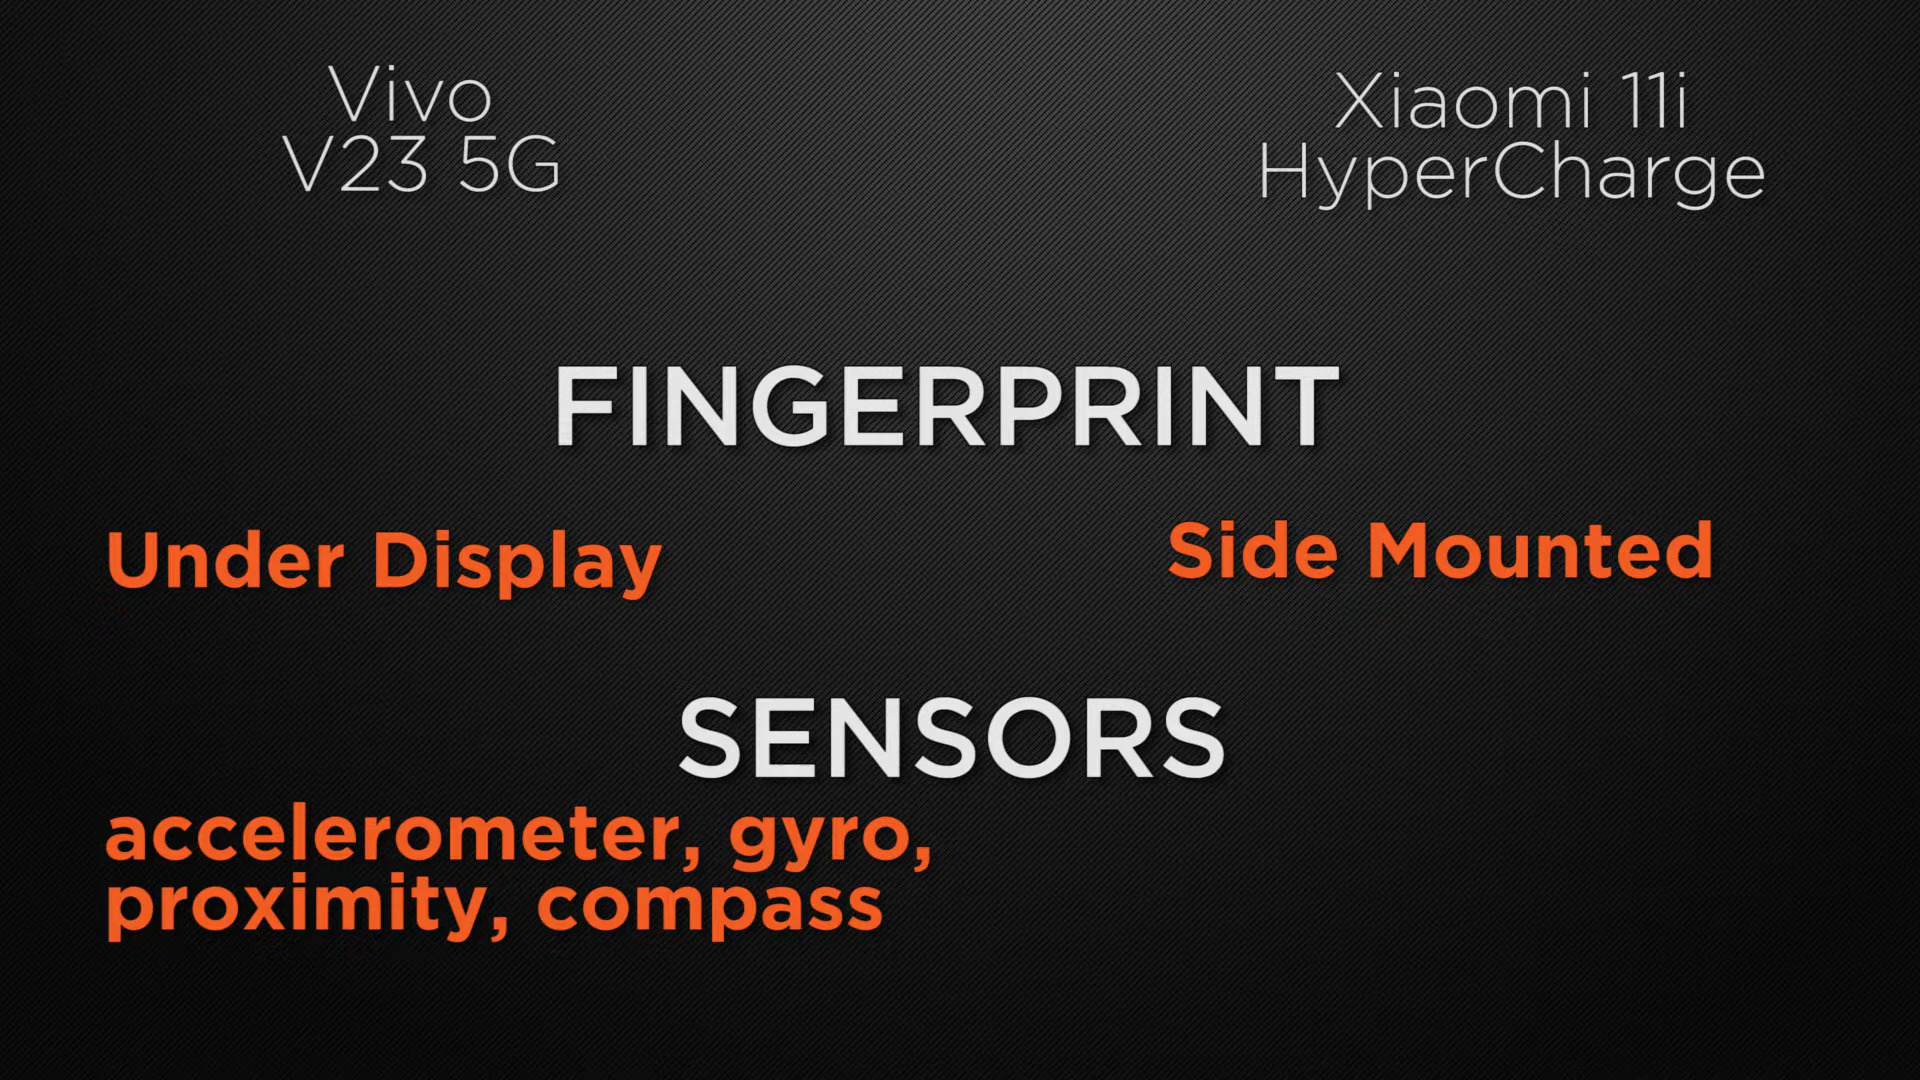 Vivo
V23 5G
Xiaomi 11i
HyperCharge
FINGERPRINT
Under Display
Side Mounted
SENSORS
accelerometer, gyro,
proximity, compass